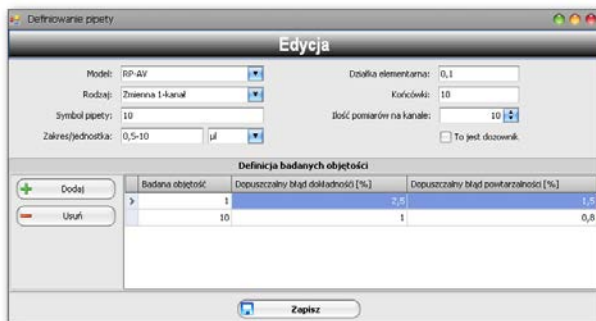 Definiowanie pipety
Edycja
Model: RP-AV Działka elementarna: 0,1
Rodzaj: Zmienna 1-kanał Końcówki: 10
Symbol pipety: 10 Ilość pomiarów na kanale: 10
Zakres/jednostka: 0,5-10 µl To jest dozownik
Definicja badanych objętości
Dodaj
Usuń
Badana objętość Dopuszczalny błąd dokładności [%] Dopuszczalny błąd powtarzalności [%]
1 2,5 1,5
10 1 0,8
Zapisz